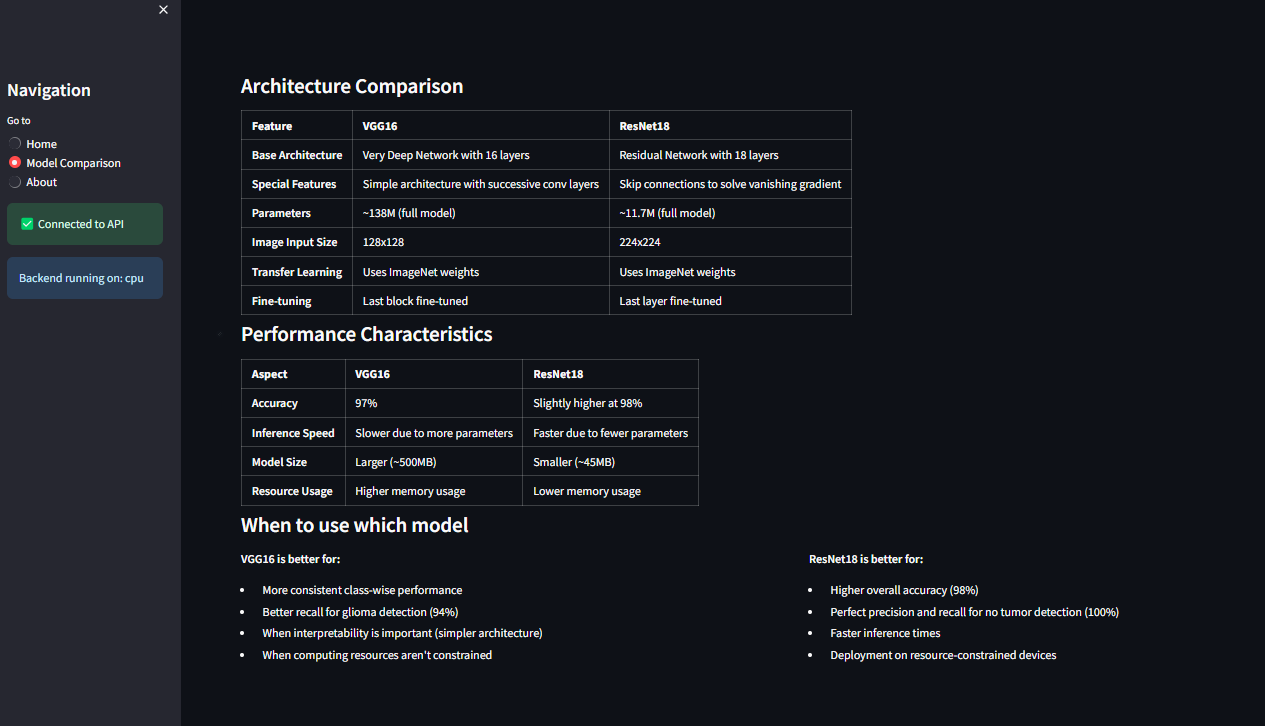 Navigation
Go to
Home
Model Comparison
About
✅ Connected to API
Backend running on: cpu
Architecture Comparison
Feature VGG16 ResNet18
Base Architecture Very Deep Network with 16 layers Residual Network with 18 layers
Special Features Simple architecture with successive conv layers Skip connections to solve vanishing gradient
Parameters ~138M (full model) ~11.7M (full model)
Image Input Size 128x128 224x224
Transfer Learning Uses ImageNet weights Uses ImageNet weights
Fine-tuning Last block fine-tuned Last layer fine-tuned
Performance Characteristics
Aspect VGG16 ResNet18
Accuracy 97% Slightly higher at 98%
Inference Speed Slower due to more parameters Faster due to fewer parameters
Model Size Larger (~500MB) Smaller (~45MB)
Resource Usage Higher memory usage Lower memory usage
When to use which model
VGG16 is better for:
• More consistent class-wise performance
• Better recall for glioma detection (94%)
• When interpretability is important (simpler architecture)
• When computing resources aren't constrained
ResNet18 is better for:
• Higher overall accuracy (98%)
• Perfect precision and recall for no tumor detection (100%)
• Faster inference times
• Deployment on resource-constrained devices